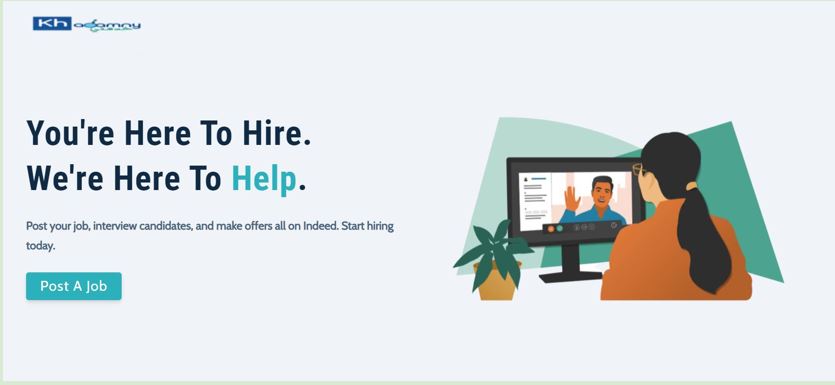 Kh
You're Here To Hire.
We're Here To Help.
Post your job, interview candidates, and make offers all on Indeed. Start hiring
today.
Post A Job